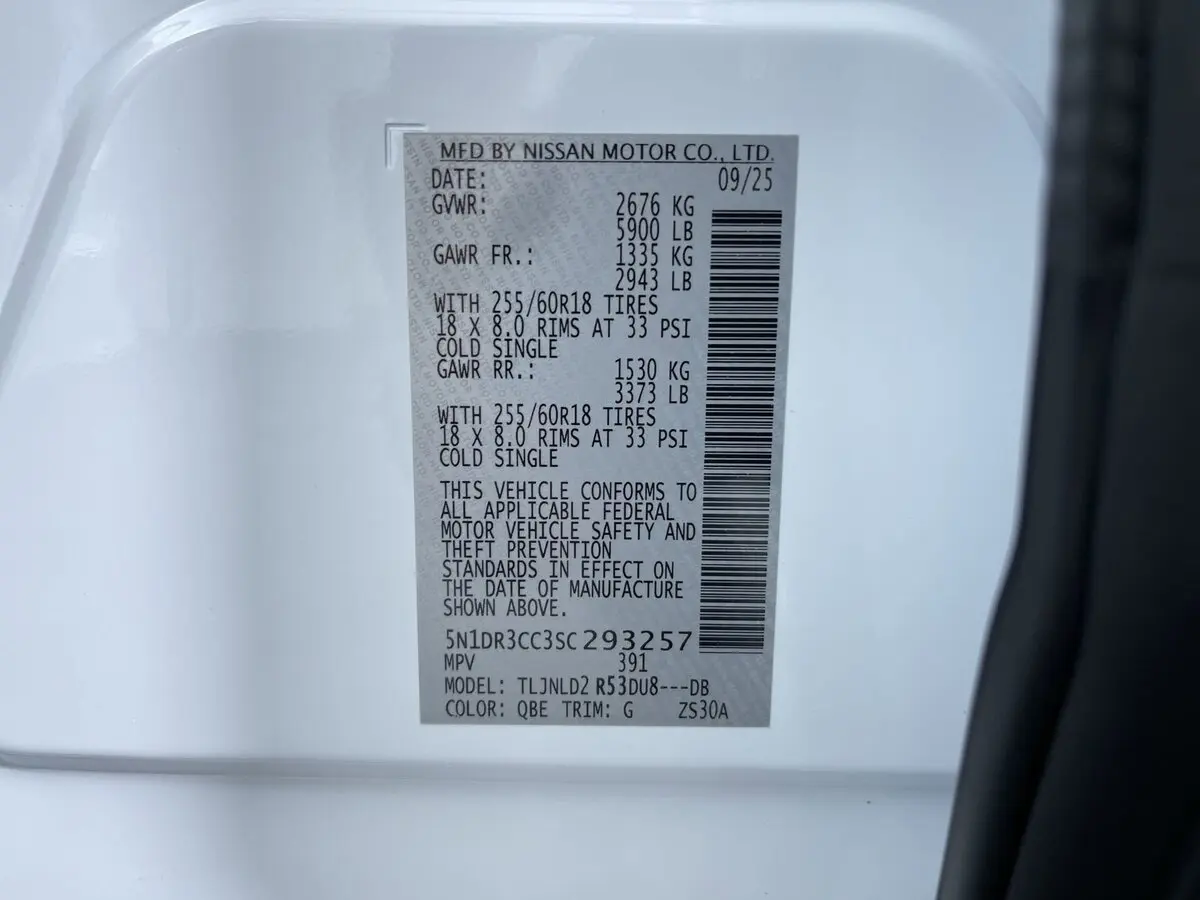 MFD BY NISSAN MOTOR CO., LTD.
DATE: 09/25
GVWR: 2676 KG
5900 LB
GAWR FR.: 1335 KG
2943 LB
WITH 255/60R18 TIRES
18 X 8.0 RIMS AT 33 PSI
COLD SINGLE
GAWR RR.: 1530 KG
3373 LB
WITH 255/60R18 TIRES
18 X 8.0 RIMS AT 33 PSI
COLD SINGLE
THIS VEHICLE CONFORMS TO
ALL APPLICABLE FEDERAL
MOTOR VEHICLE SAFETY AND
THEFT PREVENTION
STANDARDS IN EFFECT ON
THE DATE OF MANUFACTURE
SHOWN ABOVE.
5N1DR3CC3SC293257
MPV 391
MODEL: TLJNLD2 R53DU8---DB
COLOR: QBE TRIM: G ZS30A